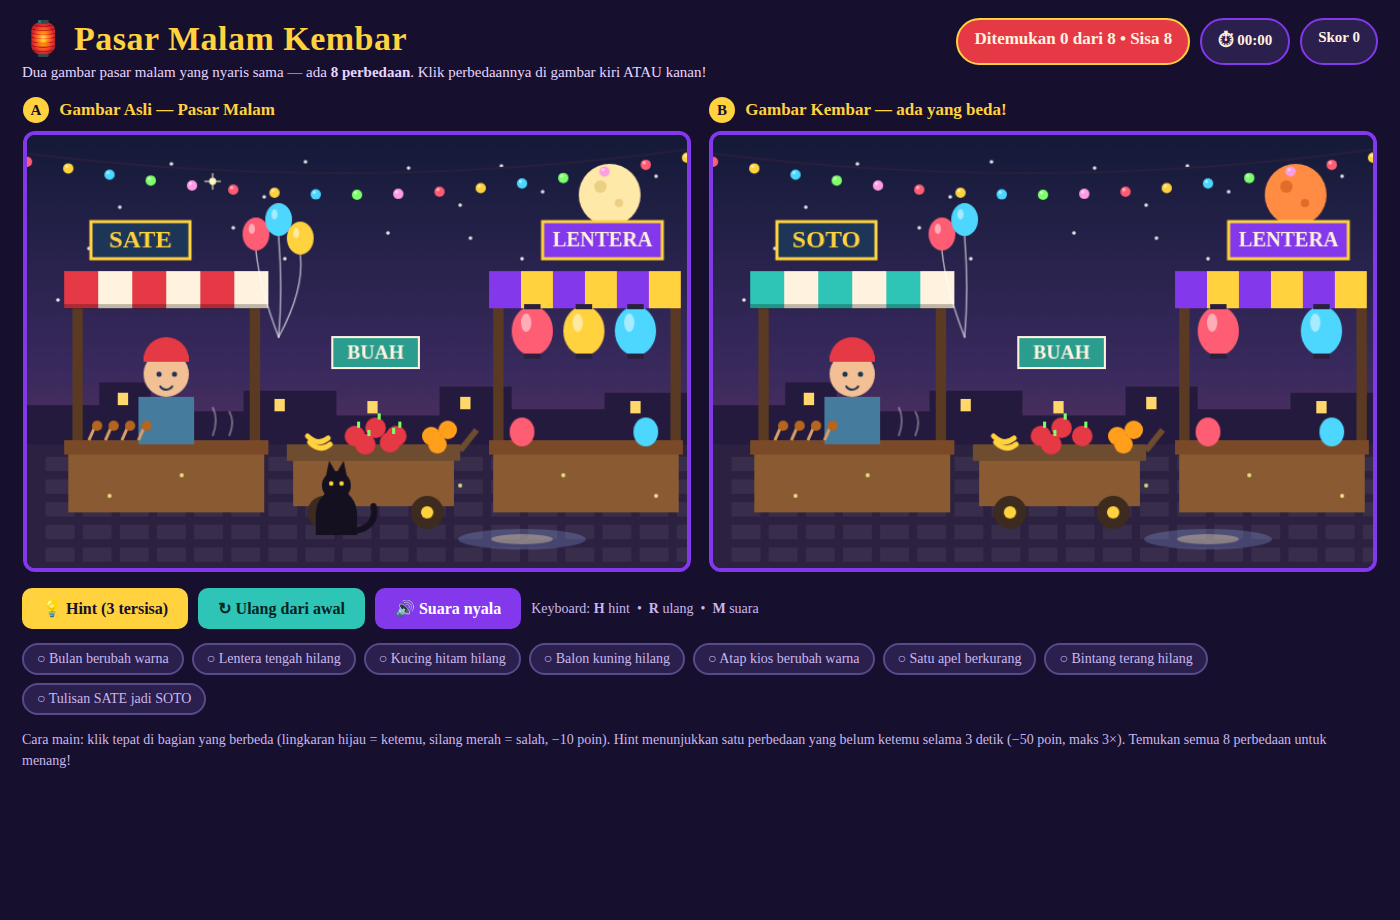 🏮 Pasar Malam Kembar
Ditemukan 0 dari 8 • Sisa 8
⏱ 00:00
Skor 0
Dua gambar pasar malam yang nyaris sama — ada 8 perbedaan. Klik perbedaannya di gambar kiri ATAU kanan!
A Gambar Asli — Pasar Malam
B Gambar Kembar — ada yang beda!
SATE
LENTERA
BUAH
SOTO
LENTERA
BUAH
💡 Hint (3 tersisa)
↻ Ulang dari awal
🔊 Suara nyala
Keyboard: H hint • R ulang • M suara
○ Bulan berubah warna
○ Lentera tengah hilang
○ Kucing hitam hilang
○ Balon kuning hilang
○ Atap kios berubah warna
○ Satu apel berkurang
○ Bintang terang hilang
○ Tulisan SATE jadi SOTO
Cara main: klik tepat di bagian yang berbeda (lingkaran hijau = ketemu, silang merah = salah, −10 poin). Hint menunjukkan satu perbedaan yang belum ketemu selama 3 detik (−50 poin, maks 3×). Temukan semua 8 perbedaan untuk
menang!